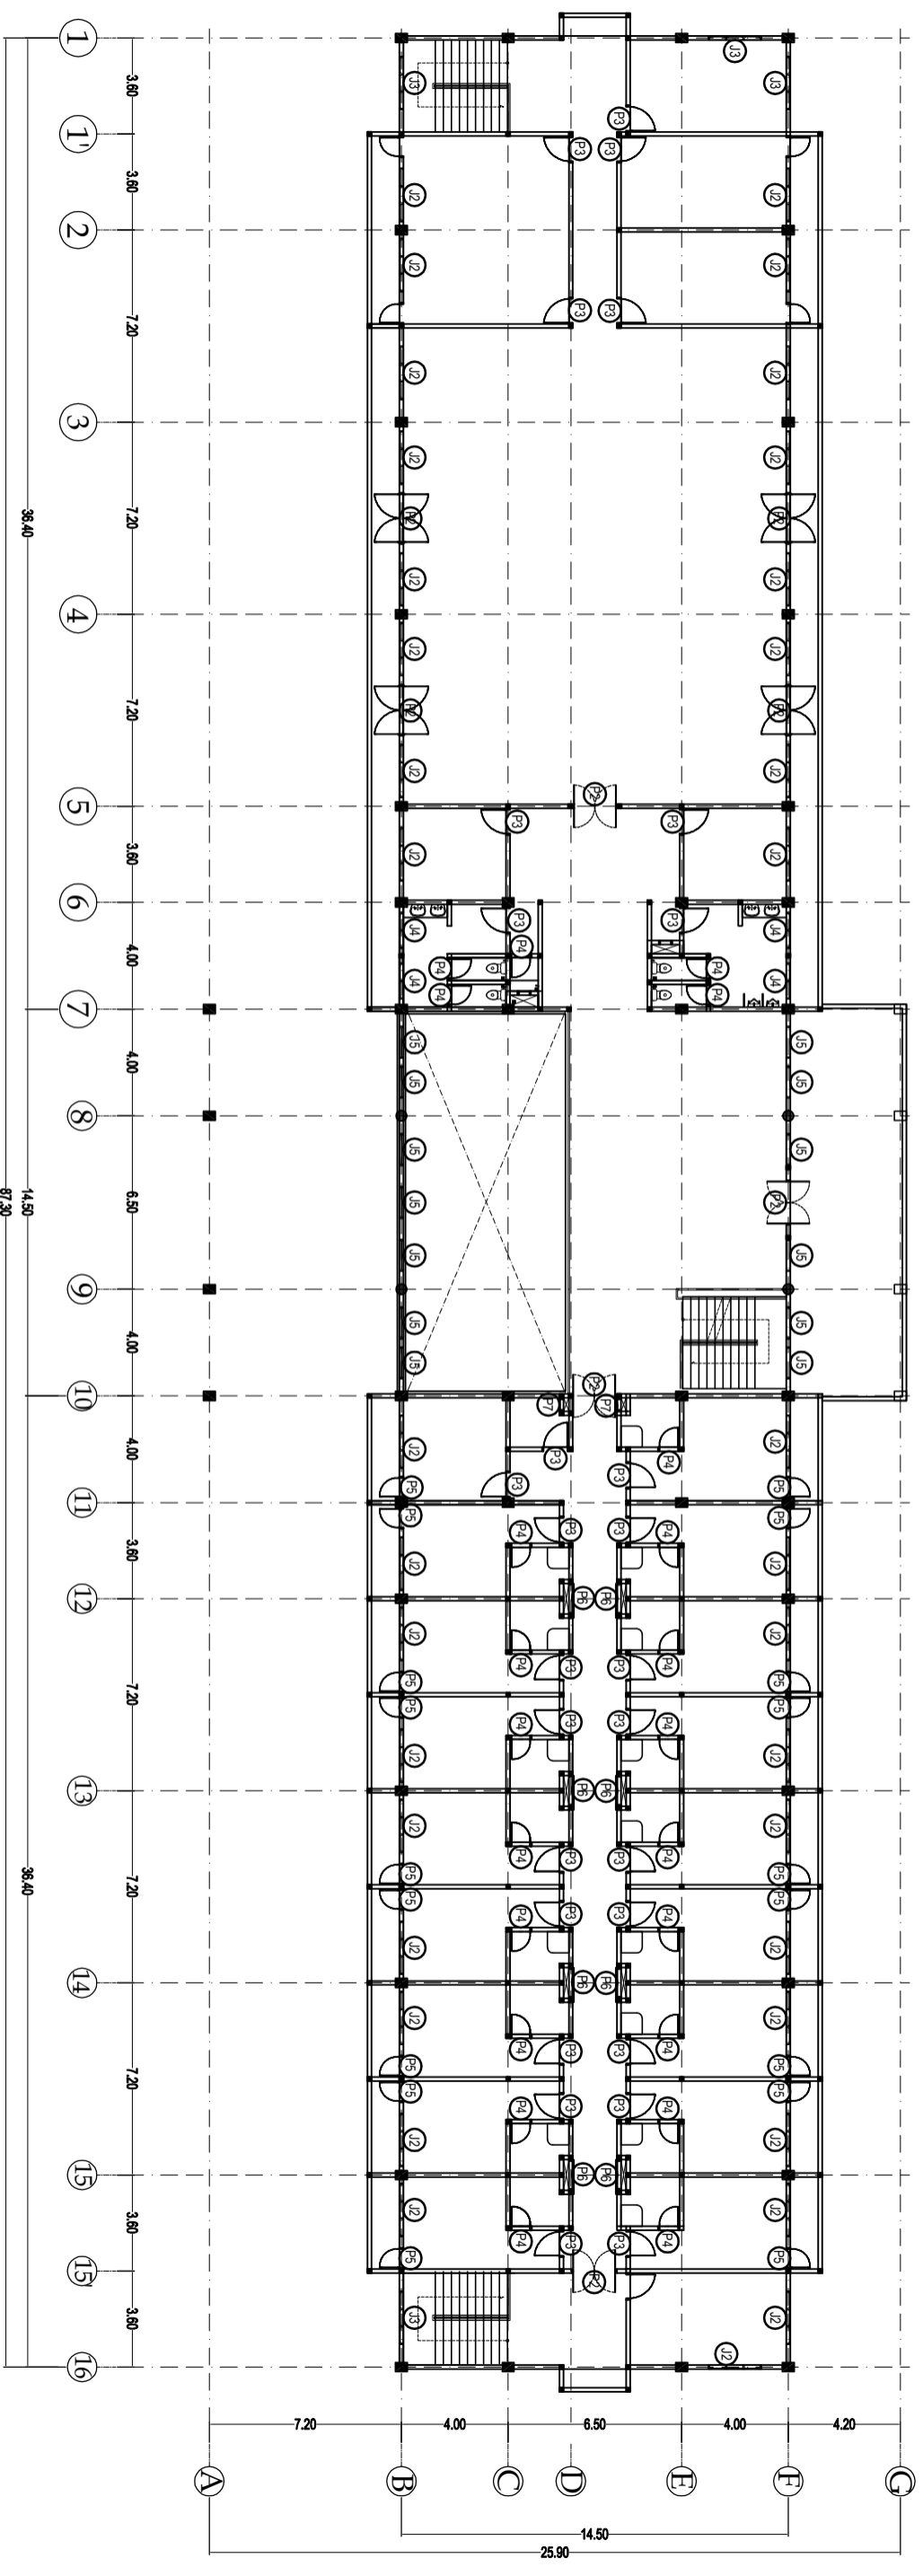 J5 J5 J5 J5 J5 J5
J3 J2 J2 J2 J2 P2 J2 J2 P2 J2 J2 J4 J4 P2 J2 P5 P5 J2 J2 P5 P5 J2 J2 P5 P5 J2 J2 P5 P5 J2 J2 P5 J2
J3 J2
P4 P4
P3 P3 P4 P4 P4 P4 P4 P4 P4 P4 P4
P3 P3 P3 P7 P3 P3 P6 P3 P3 P6 P3 P3 P6 P3 P3 P6 P3
P2 P2 P2
P3 P3 P3 P6 P3 P3 P6 P3 P3 P6 P3 P3 P6 P3
P7 P3
P3 P3 P4 P3 P4 P4 P4 P4 P4 P4 P4 P4
P4 P4
J3 J2 J2 J2 J2 P2 J2 J2 P2 J2 J2 J4 J4 J5 J5 J5 J5 J5 J5 J5 J2 P5 P5 J2 J2 P5 P5 J2 J2 P5 P5 J2 J2 P5 P5 J2 J2 P5 J3
3.60 3.60 7.20 7.20 7.20 3.60 4.00 4.00 6.50 4.00 4.00 3.60 7.20 7.20 7.20 3.60 3.60
1 1' 2 3 4 5 6 7 8 9 10 11 12 13 14 15 15' 16
36.40 14.50 36.40
87.30
7.20 4.00 6.50 4.00 4.20
A B C D E F G
14.50
25.90